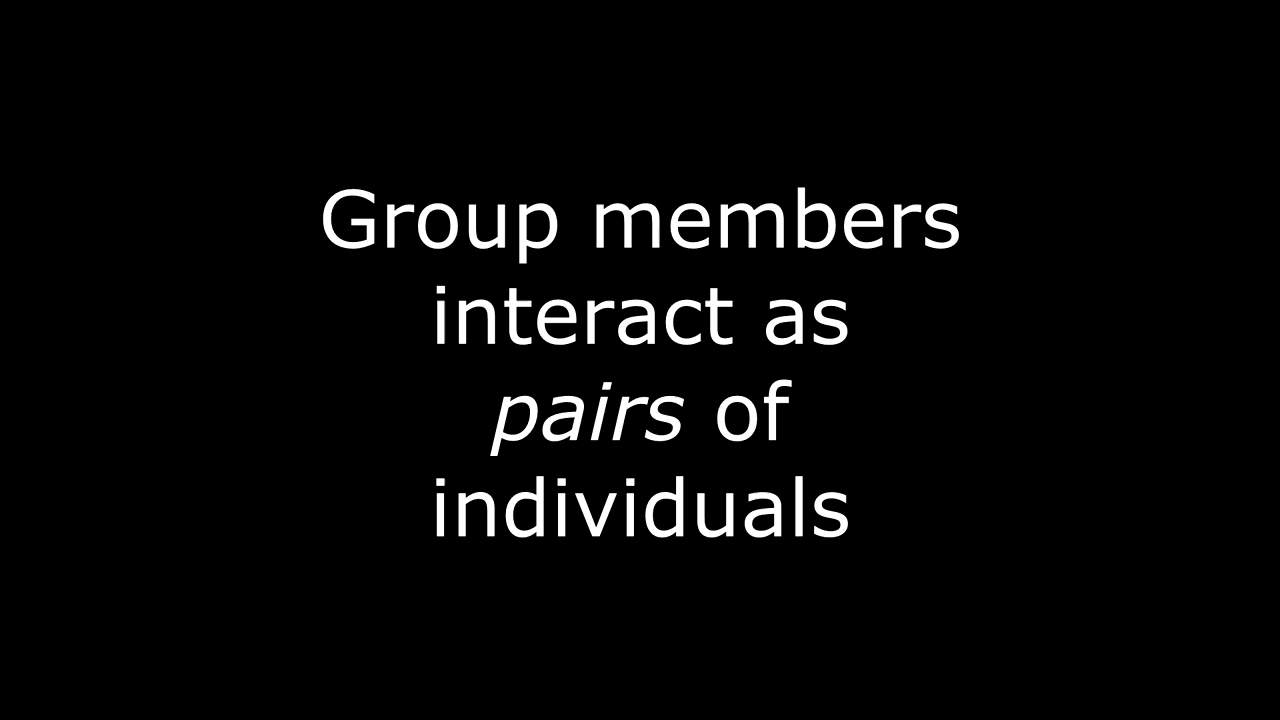 Group members
interact as
pairs of
individuals